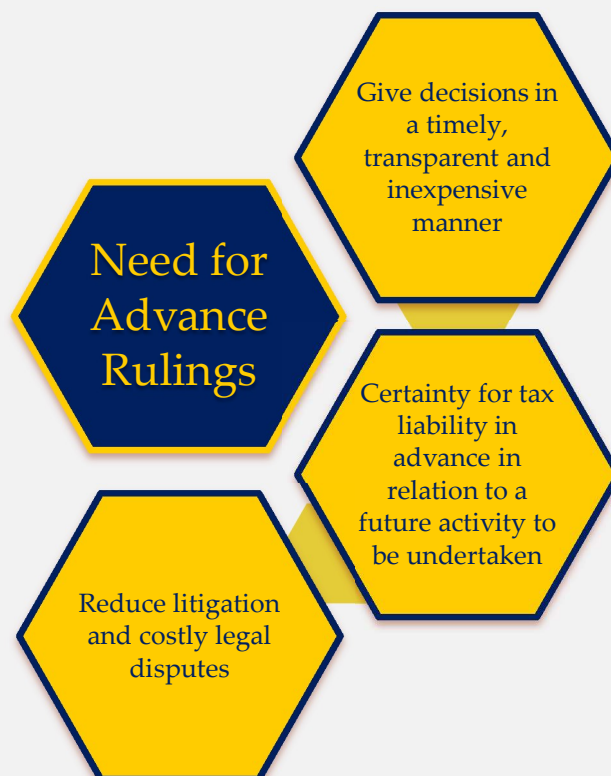 Need for
Advance
Rulings
Give decisions in
a timely,
transparent and
inexpensive
manner
Certainty for tax
liability in
advance in
relation to a
future activity to
be undertaken
Reduce litigation
and costly legal
disputes